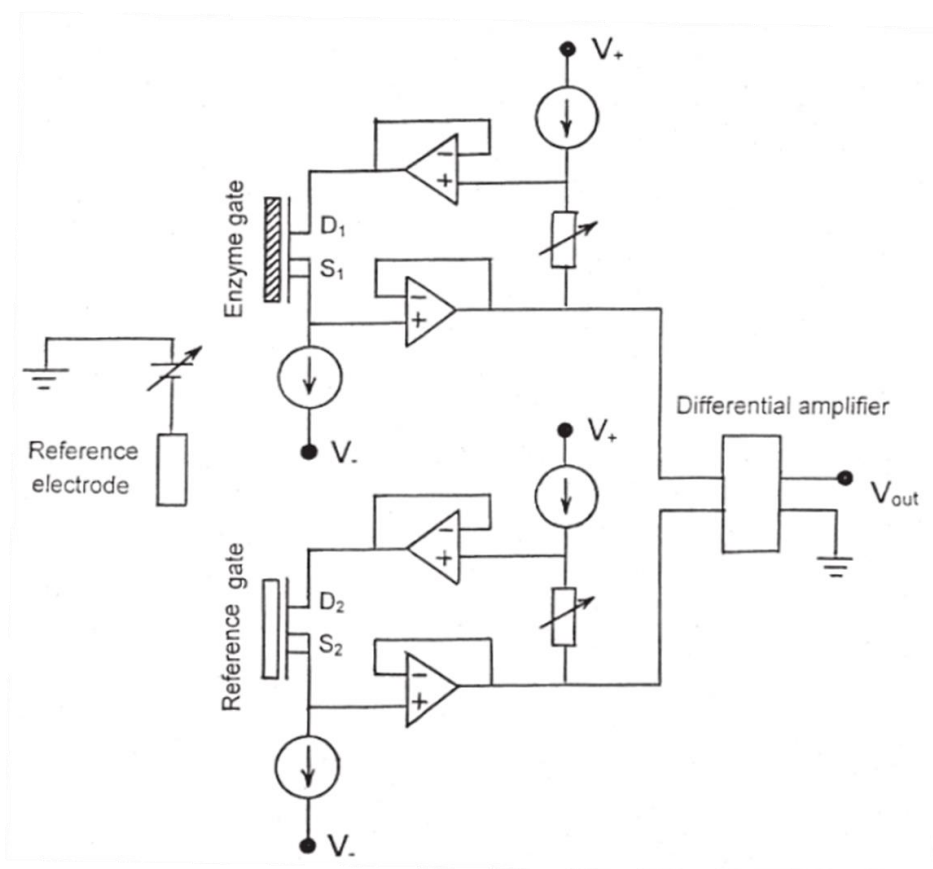 V₊
Enzyme gate
D₁
S₁
−
+
−
+
V₋
Reference
electrode
Differential amplifier
V₊
Vout
Reference gate
D₂
S₂
−
+
−
+
V₋